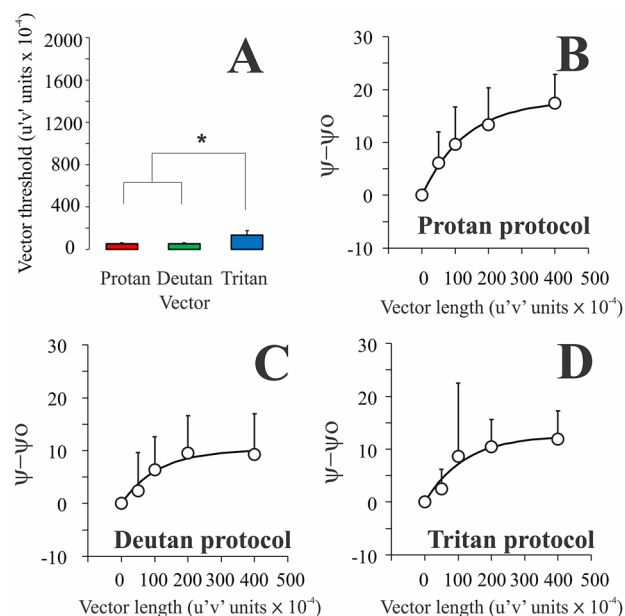 A
Vector threshold (u'v' units x 10-4)
2000
1600
1200
800
400
0
*
Protan Deutan Tritan
Vector
B
ψ–ψ0
30
20
10
0
-10
Protan protocol
0 100 200 300 400 500
Vector length (u'v' units × 10-4)
C
ψ–ψ0
30
20
10
0
-10
Deutan protocol
0 100 200 300 400 500
Vector length (u'v' units × 10-4)
D
ψ–ψ0
30
20
10
0
-10
Tritan protocol
0 100 200 300 400 500
Vector length (u'v' units × 10-4)